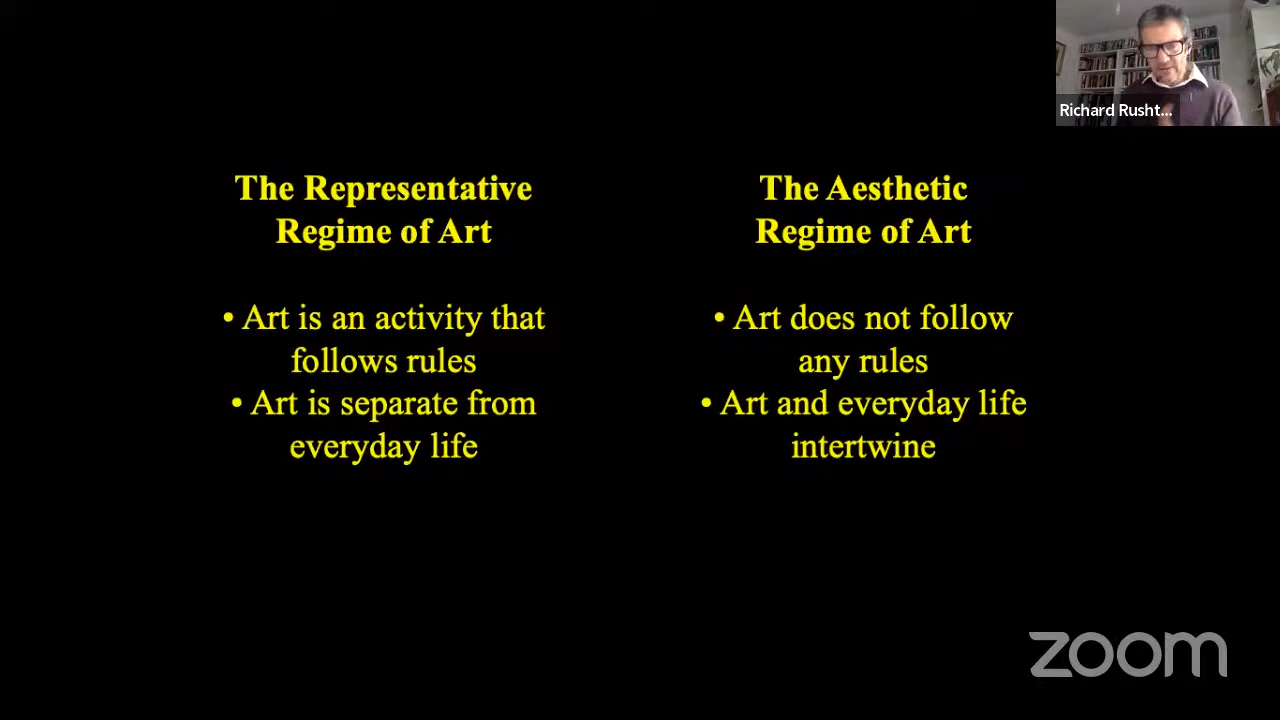 Richard Rusht...
The Representative
Regime of Art
• Art is an activity that
follows rules
• Art is separate from
everyday life
The Aesthetic
Regime of Art
• Art does not follow
any rules
• Art and everyday life
intertwine
zoom